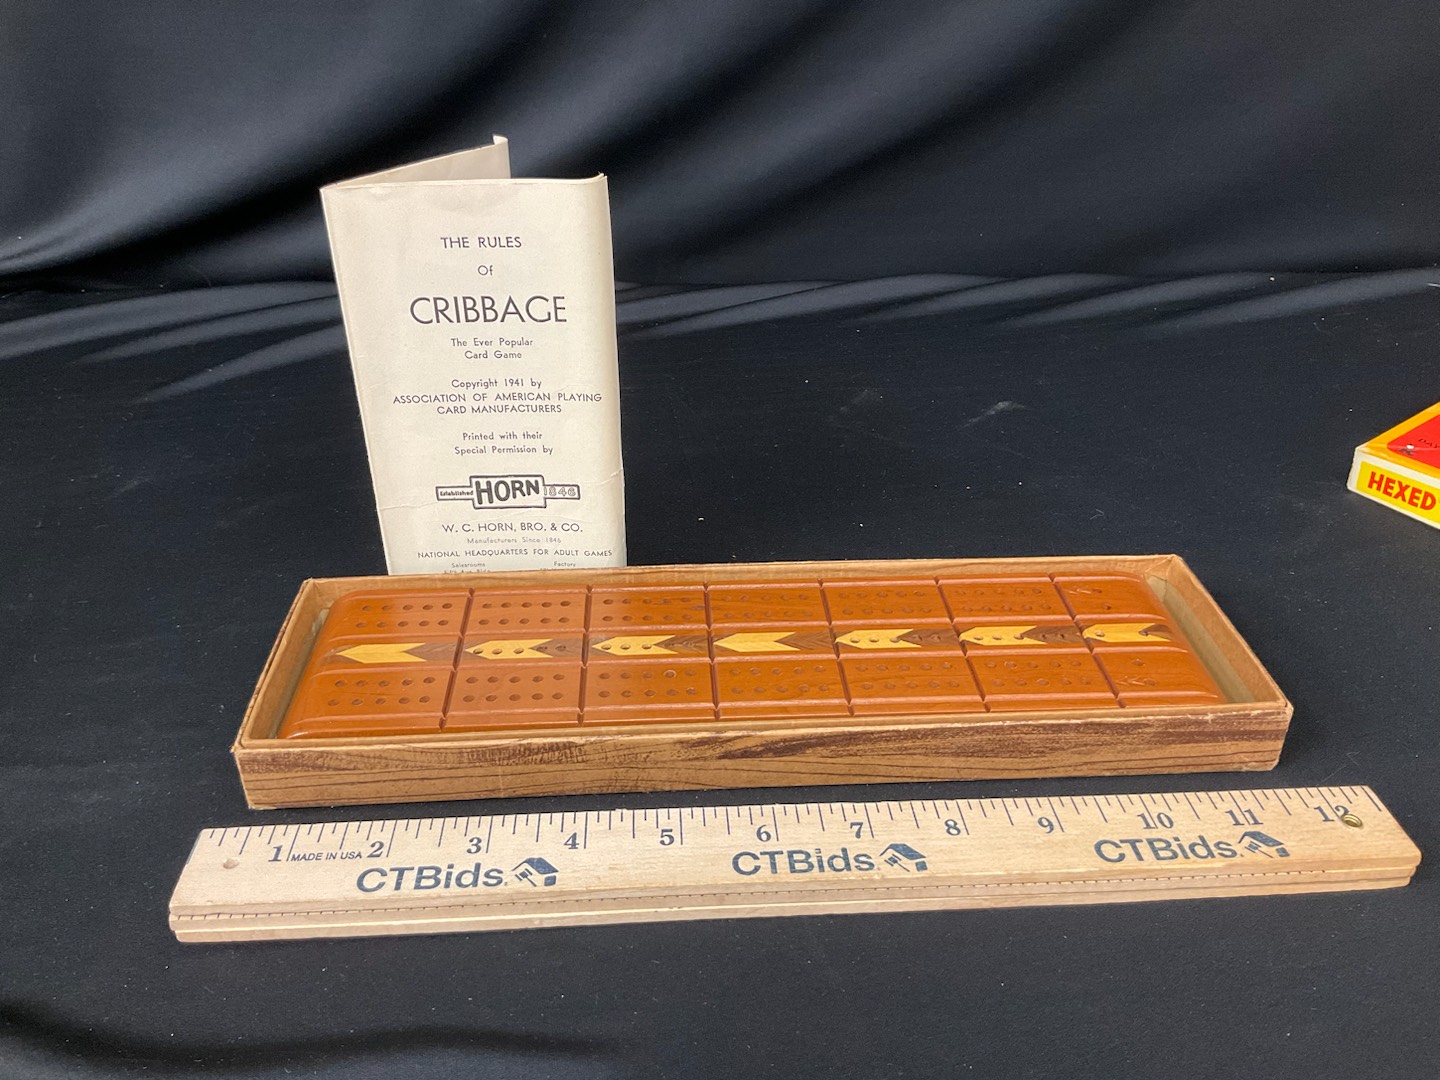 THE RULES
Of
CRIBBAGE
The Ever Popular
Card Game
Copyright 1941 by
ASSOCIATION OF AMERICAN PLAYING
CARD MANUFACTURERS
Printed with their
Special Permission by
Established HORN 1846
W. C. HORN, BRO. & CO.
Manufacturers Since 1846
NATIONAL HEADQUARTERS FOR ADULT GAMES
Salesrooms Factory
HEXED
1 MADE IN USA 2 3 4 5 6 7 8 9 10 11 12
CTBids CTBids CTBids